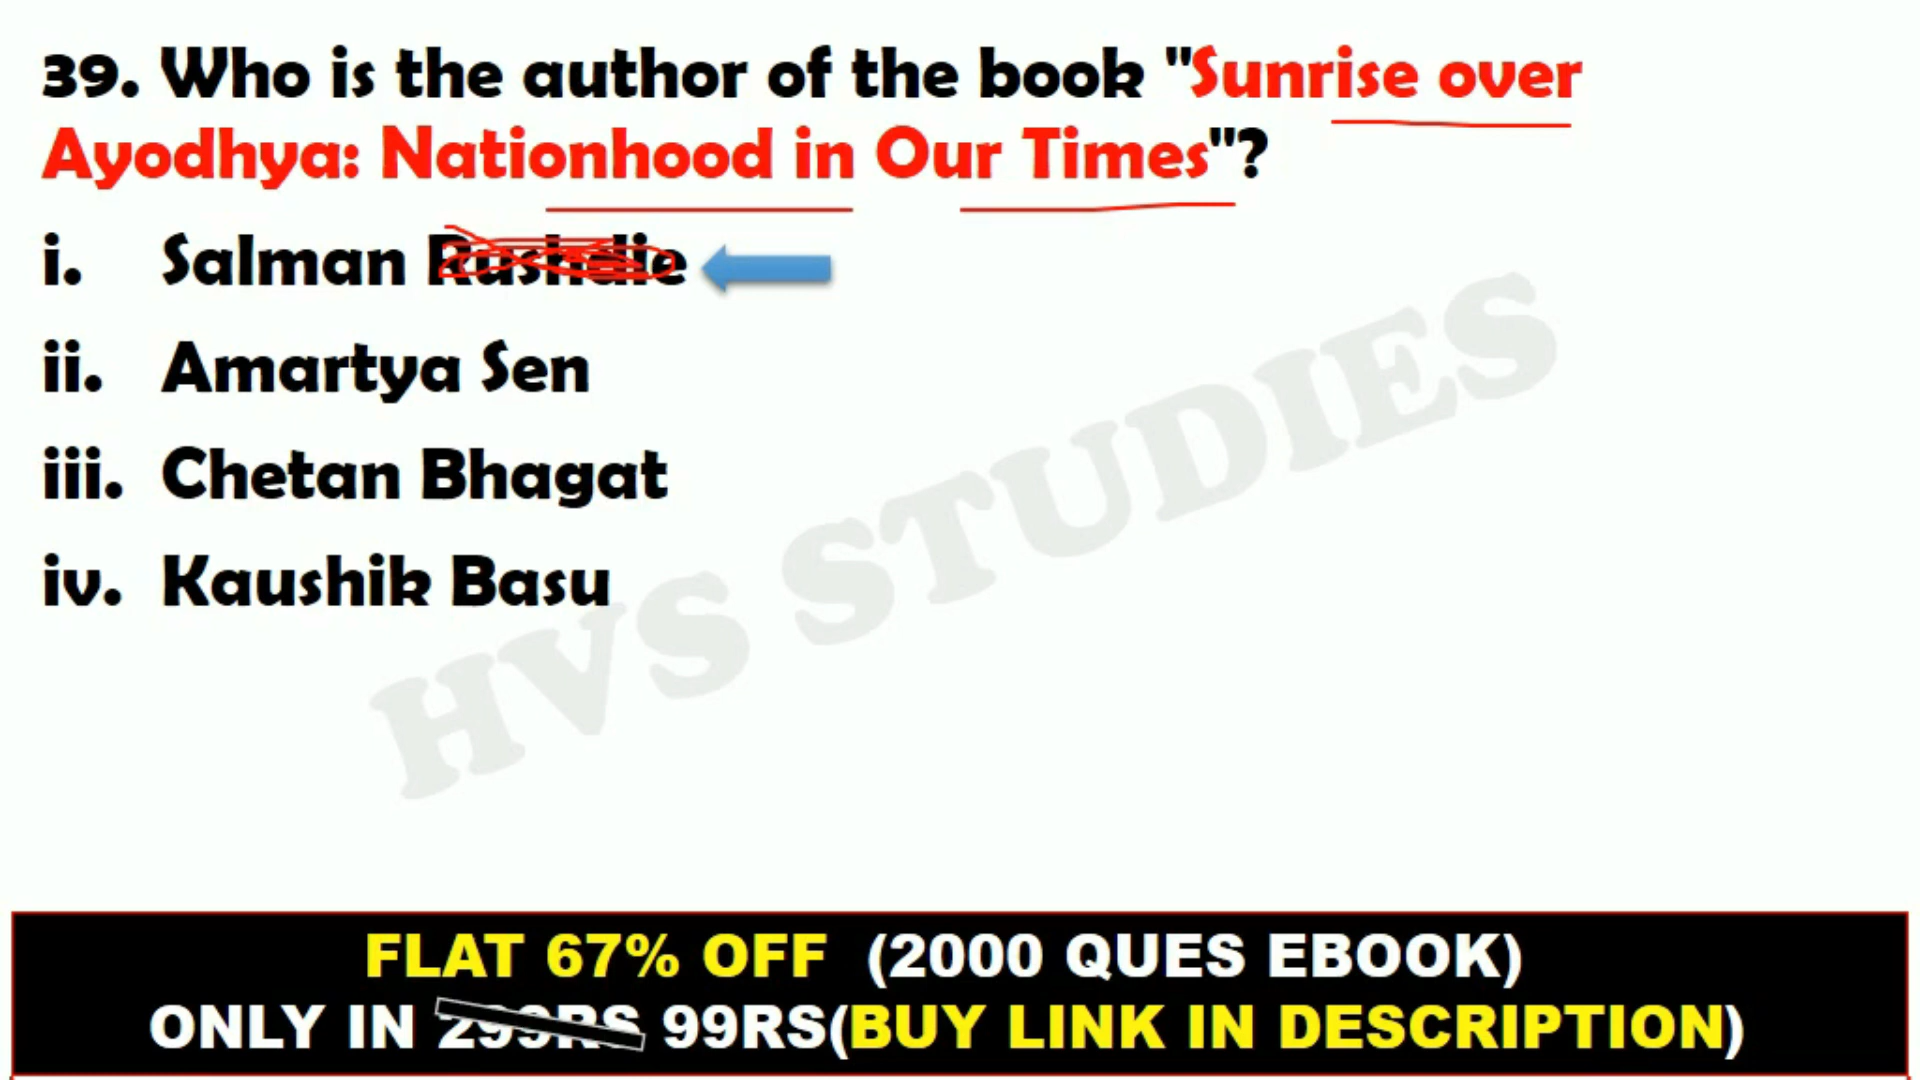 39. Who is the author of the book "Sunrise over
Ayodhya: Nationhood in Our Times"?
i. Salman Rushdie
ii. Amartya Sen
iii. Chetan Bhagat
iv. Kaushik Basu
HVS STUDIES
FLAT 67% OFF (2000 QUES EBOOK)
ONLY IN 299RS 99RS(BUY LINK IN DESCRIPTION)